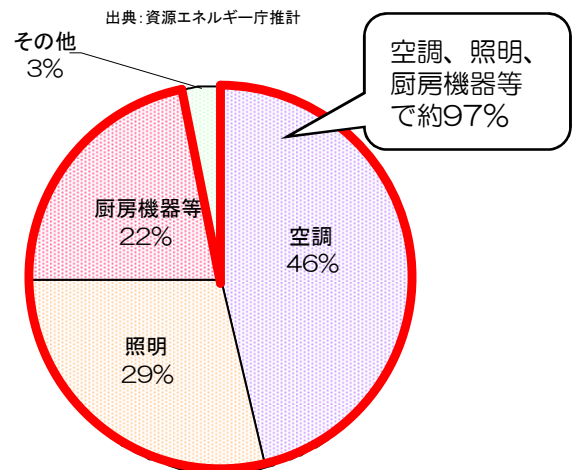 出典：資源エネルギー庁推計
その他
3%
空調、照明、
厨房機器等
で約97%
厨房機器等
22%
空調
46%
照明
29%